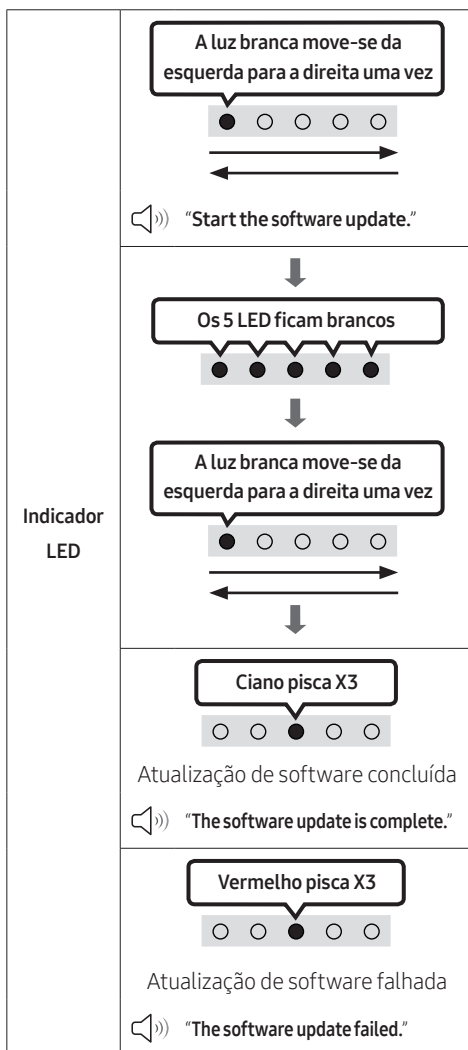 A luz branca move-se da
esquerda para a direita uma vez
“Start the software update.”
Os 5 LED ficam brancos
A luz branca move-se da
esquerda para a direita uma vez
Indicador
LED
Ciano pisca X3
Atualização de software concluída
“The software update is complete.”
Vermelho pisca X3
Atualização de software falhada
“The software update failed.”